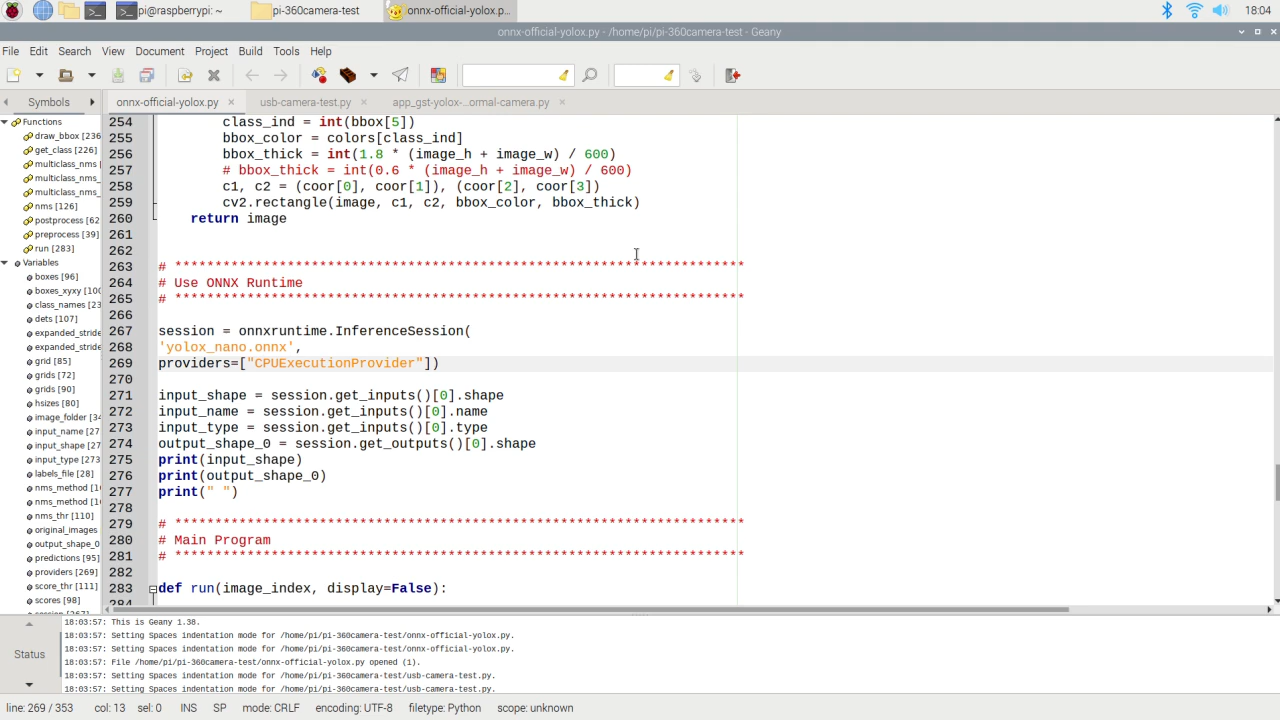 pi@raspberrypi: ~
pi-360camera-test
onnx-official-yolox.p...
18:04
onnx-official-yolox.py - /home/pi/pi-360camera-test - Geany
File Edit Search View Document Project Build Tools Help
Symbols
onnx-official-yolox.py
usb-camera-test.py
app_gst-yolox-...ormal-camera.py
Functions
draw_bbox [236
get_class [226]
multiclass_nms
multiclass_nms_
multiclass_nms_
nms [126]
postprocess [62
preprocess [39]
run [283]
Variables
boxes [96]
boxes_xyxy [100
class_names [23
dets [107]
expanded_stride
expanded_stride
grid [85]
grids [72]
grids [90]
hsizes [80]
image_folder [34
input_name [27
input_shape [27
input_type [273
labels_file [28]
nms_method [1
nms_method [1
nms_thr [110]
original_images
output_shape_0
predictions [95]
providers [269]
score_thr [111]
scores [98]
session [267]
254 class_ind = int(bbox[5])
255 bbox_color = colors[class_ind]
256 bbox_thick = int(1.8 * (image_h + image_w) / 600)
257 # bbox_thick = int(0.6 * (image_h + image_w) / 600)
258 c1, c2 = (coor[0], coor[1]), (coor[2], coor[3])
259 cv2.rectangle(image, c1, c2, bbox_color, bbox_thick)
260 return image
261
262
263 # ***********************************************************************
264 # Use ONNX Runtime
265 # ***********************************************************************
266
267 session = onnxruntime.InferenceSession(
268 'yolox_nano.onnx',
269 providers=["CPUExecutionProvider"])
270
271 input_shape = session.get_inputs()[0].shape
272 input_name = session.get_inputs()[0].name
273 input_type = session.get_inputs()[0].type
274 output_shape_0 = session.get_outputs()[0].shape
275 print(input_shape)
276 print(output_shape_0)
277 print(" ")
278
279 # ***********************************************************************
280 # Main Program
281 # ***********************************************************************
282
283 def run(image_index, display=False):
284
Status
18:03:57: This is Geany 1.38.
18:03:57: Setting Spaces indentation mode for /home/pi/pi-360camera-test/onnx-official-yolox.py.
18:03:57: Setting Spaces indentation mode for /home/pi/pi-360camera-test/onnx-official-yolox.py.
18:03:57: File /home/pi/pi-360camera-test/onnx-official-yolox.py opened (1).
18:03:57: Setting Spaces indentation mode for /home/pi/pi-360camera-test/usb-camera-test.py.
18:03:57: Setting Spaces indentation mode for /home/pi/pi-360camera-test/usb-camera-test.py.
line: 269 / 353 col: 13 sel: 0 INS SP mode: CRLF encoding: UTF-8 filetype: Python scope: unknown